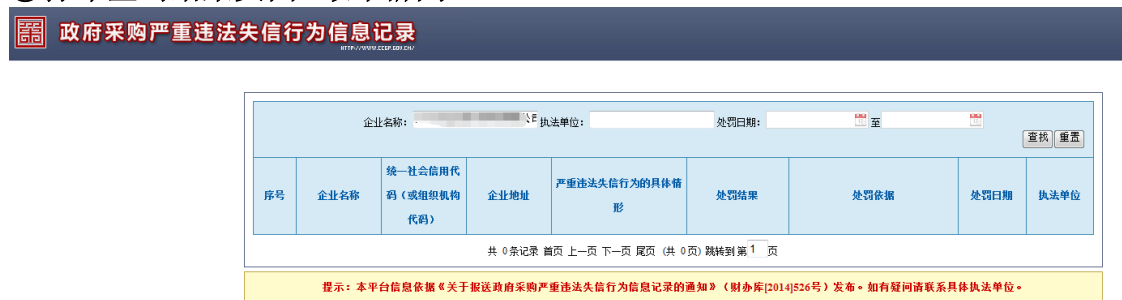 政府采购严重违法失信行为信息记录
HTTP://WWW.CCGP.GOV.CN/
企业名称: 执法单位: 处罚日期: 至
查找 重置
序号 企业名称 统一社会信用代码（或组织机构代码） 企业地址 严重违法失信行为的具体情形 处罚结果 处罚依据 处罚日期 执法单位
共 0条记录 首页 上一页 下一页 尾页 (共 0页) 跳转到第1 页
提示：本平台信息依据《关于报送政府采购严重违法失信行为信息记录的通知》（财办库[2014]526号）发布。如有疑问请联系具体执法单位。